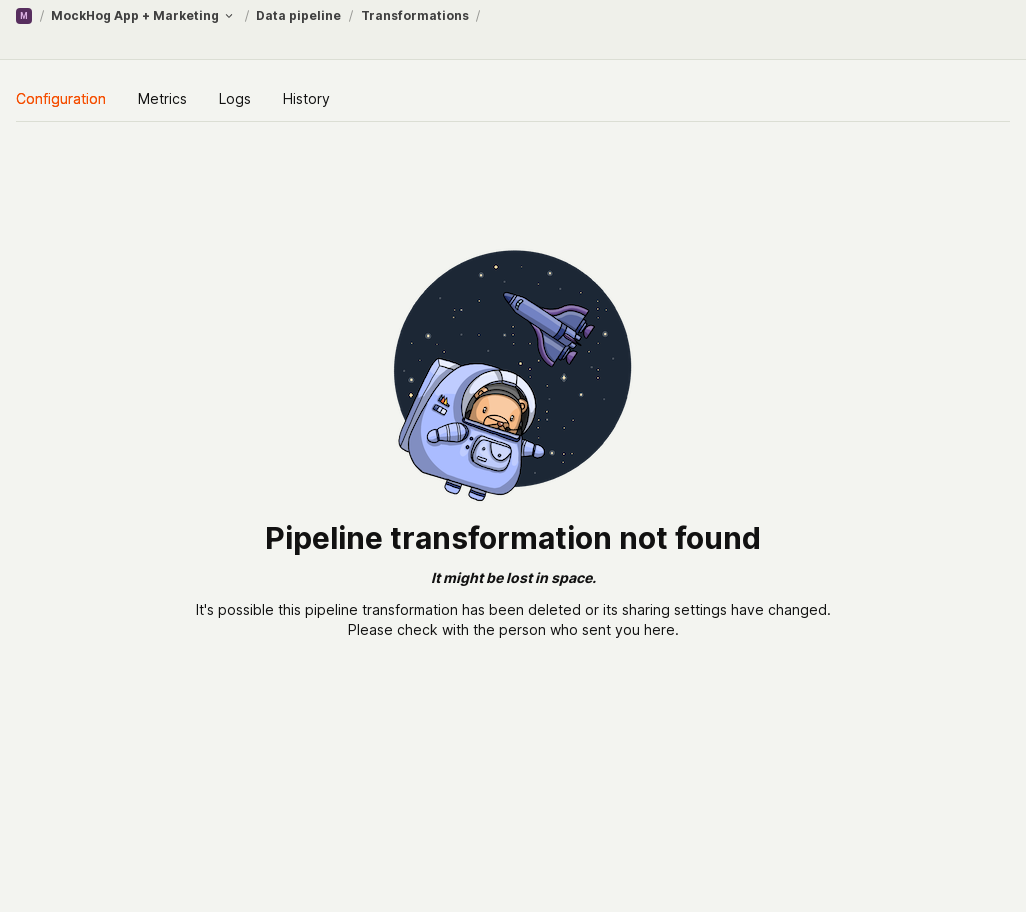 M / MockHog App + Marketing / Data pipeline / Transformations /
Configuration Metrics Logs History
Pipeline transformation not found
It might be lost in space.
It's possible this pipeline transformation has been deleted or its sharing settings have changed.
Please check with the person who sent you here.